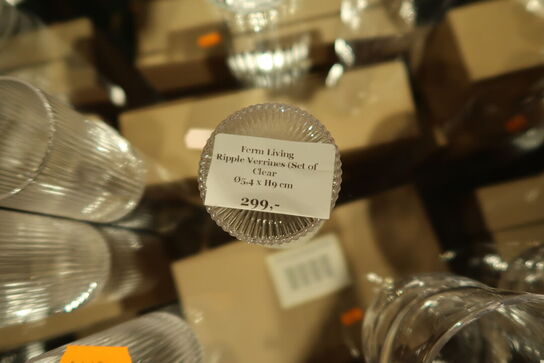 Ferm Living
Ripple Verrines (Set of
Clear
Ø5,4 x H9 cm
299,-